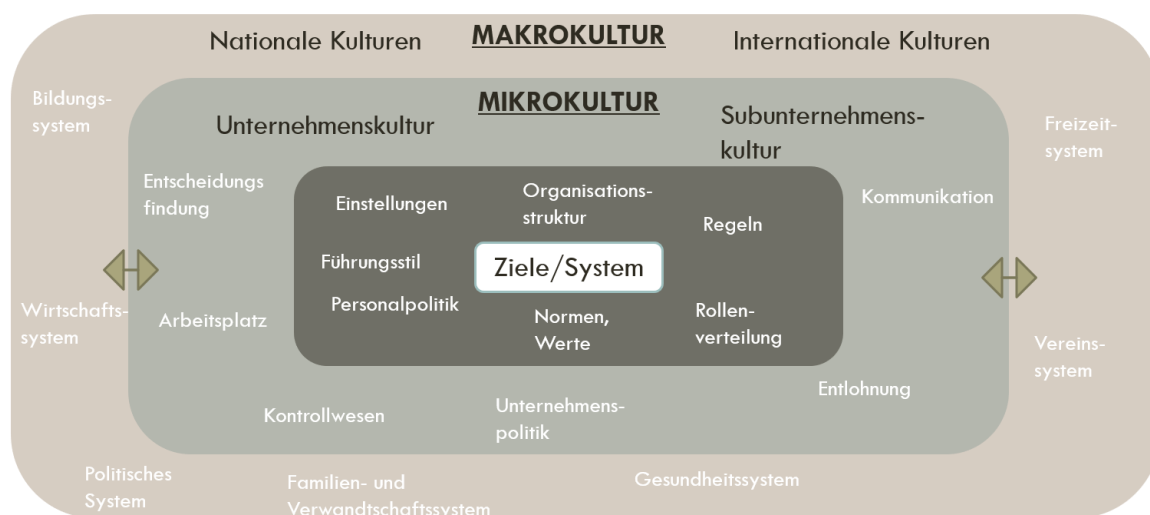 Nationale Kulturen
MAKROKULTUR
Internationale Kulturen
Bildungs-
system
MIKROKULTUR
Unternehmenskultur
Subunternehmens-
kultur
Freizeit-
system
Entscheidungs
findung
Einstellungen
Organisations-
struktur
Regeln
Kommunikation
Führungsstil
Ziele/System
Personalpolitik
Normen,
Werte
Rollen-
verteilung
Wirtschafts-
system
Arbeitsplatz
Vereins-
system
Kontrollwesen
Unternehmens-
politik
Entlohnung
Politisches
System
Familien- und
Verwandtschaftssystem
Gesundheitssystem